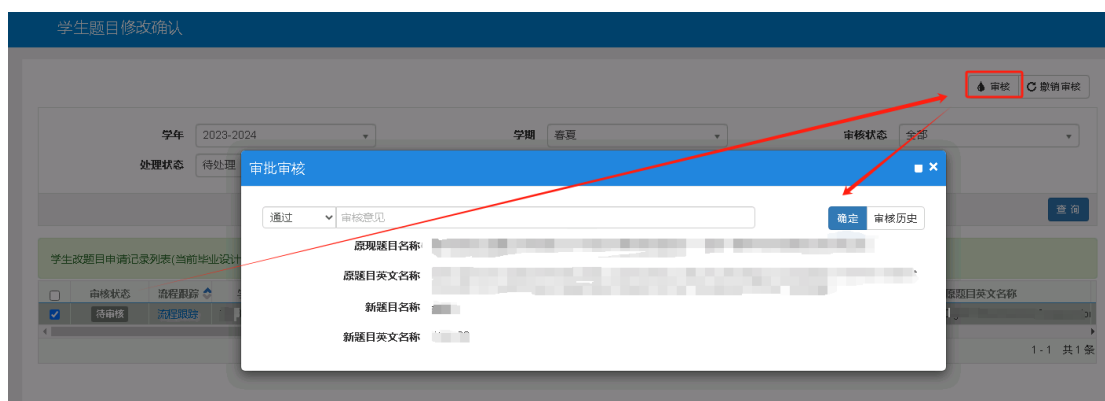 学生题目修改确认
审核 撤销审核
学年 2023-2024 学期 春夏 审核状态 全部
处理状态 待处理
审批审核
查 询
通过 审核意见 确定 审核历史
原现题目名称
原题目英文名称
新题目名称
新题目英文名称
学生改题目申请记录列表(当前毕业设计
审核状态 流程跟踪 原题目英文名称
待审核 流程跟踪
1-1 共1条